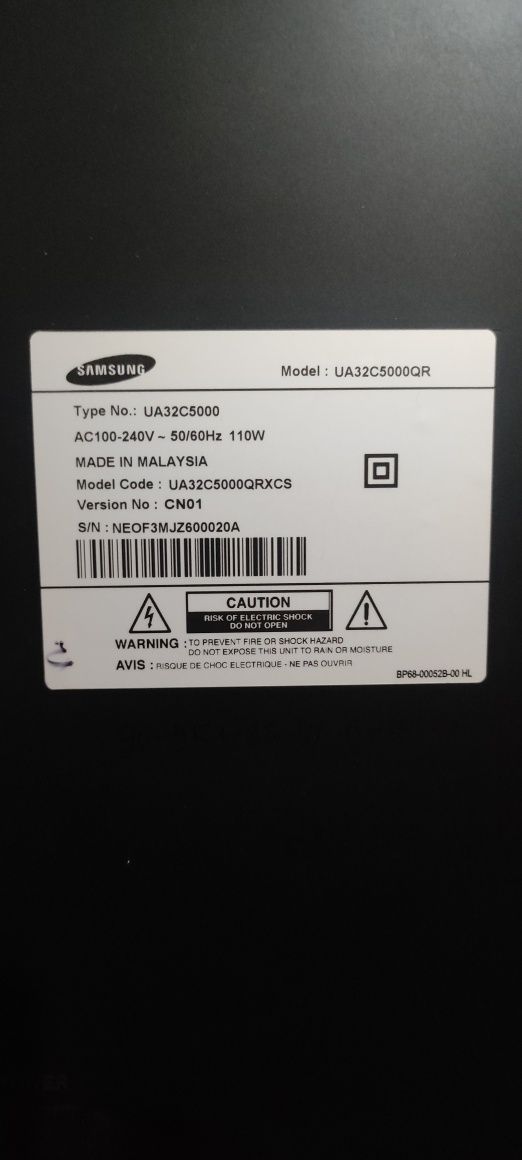 SAMSUNG
Model : UA32C5000QR
Type No.: UA32C5000
AC100-240V ~ 50/60Hz 110W
MADE IN MALAYSIA
Model Code : UA32C5000QRXCS
Version No : CN01
S/N : NEOF3MJZ600020A
CAUTION
RISK OF ELECTRIC SHOCK
DO NOT OPEN
WARNING : TO PREVENT FIRE OR SHOCK HAZARD
DO NOT EXPOSE THIS UNIT TO RAIN OR MOISTURE
AVIS : RISQUE DE CHOC ELECTRIQUE - NE PAS OUVRIR
BP68-00052B-00 HL